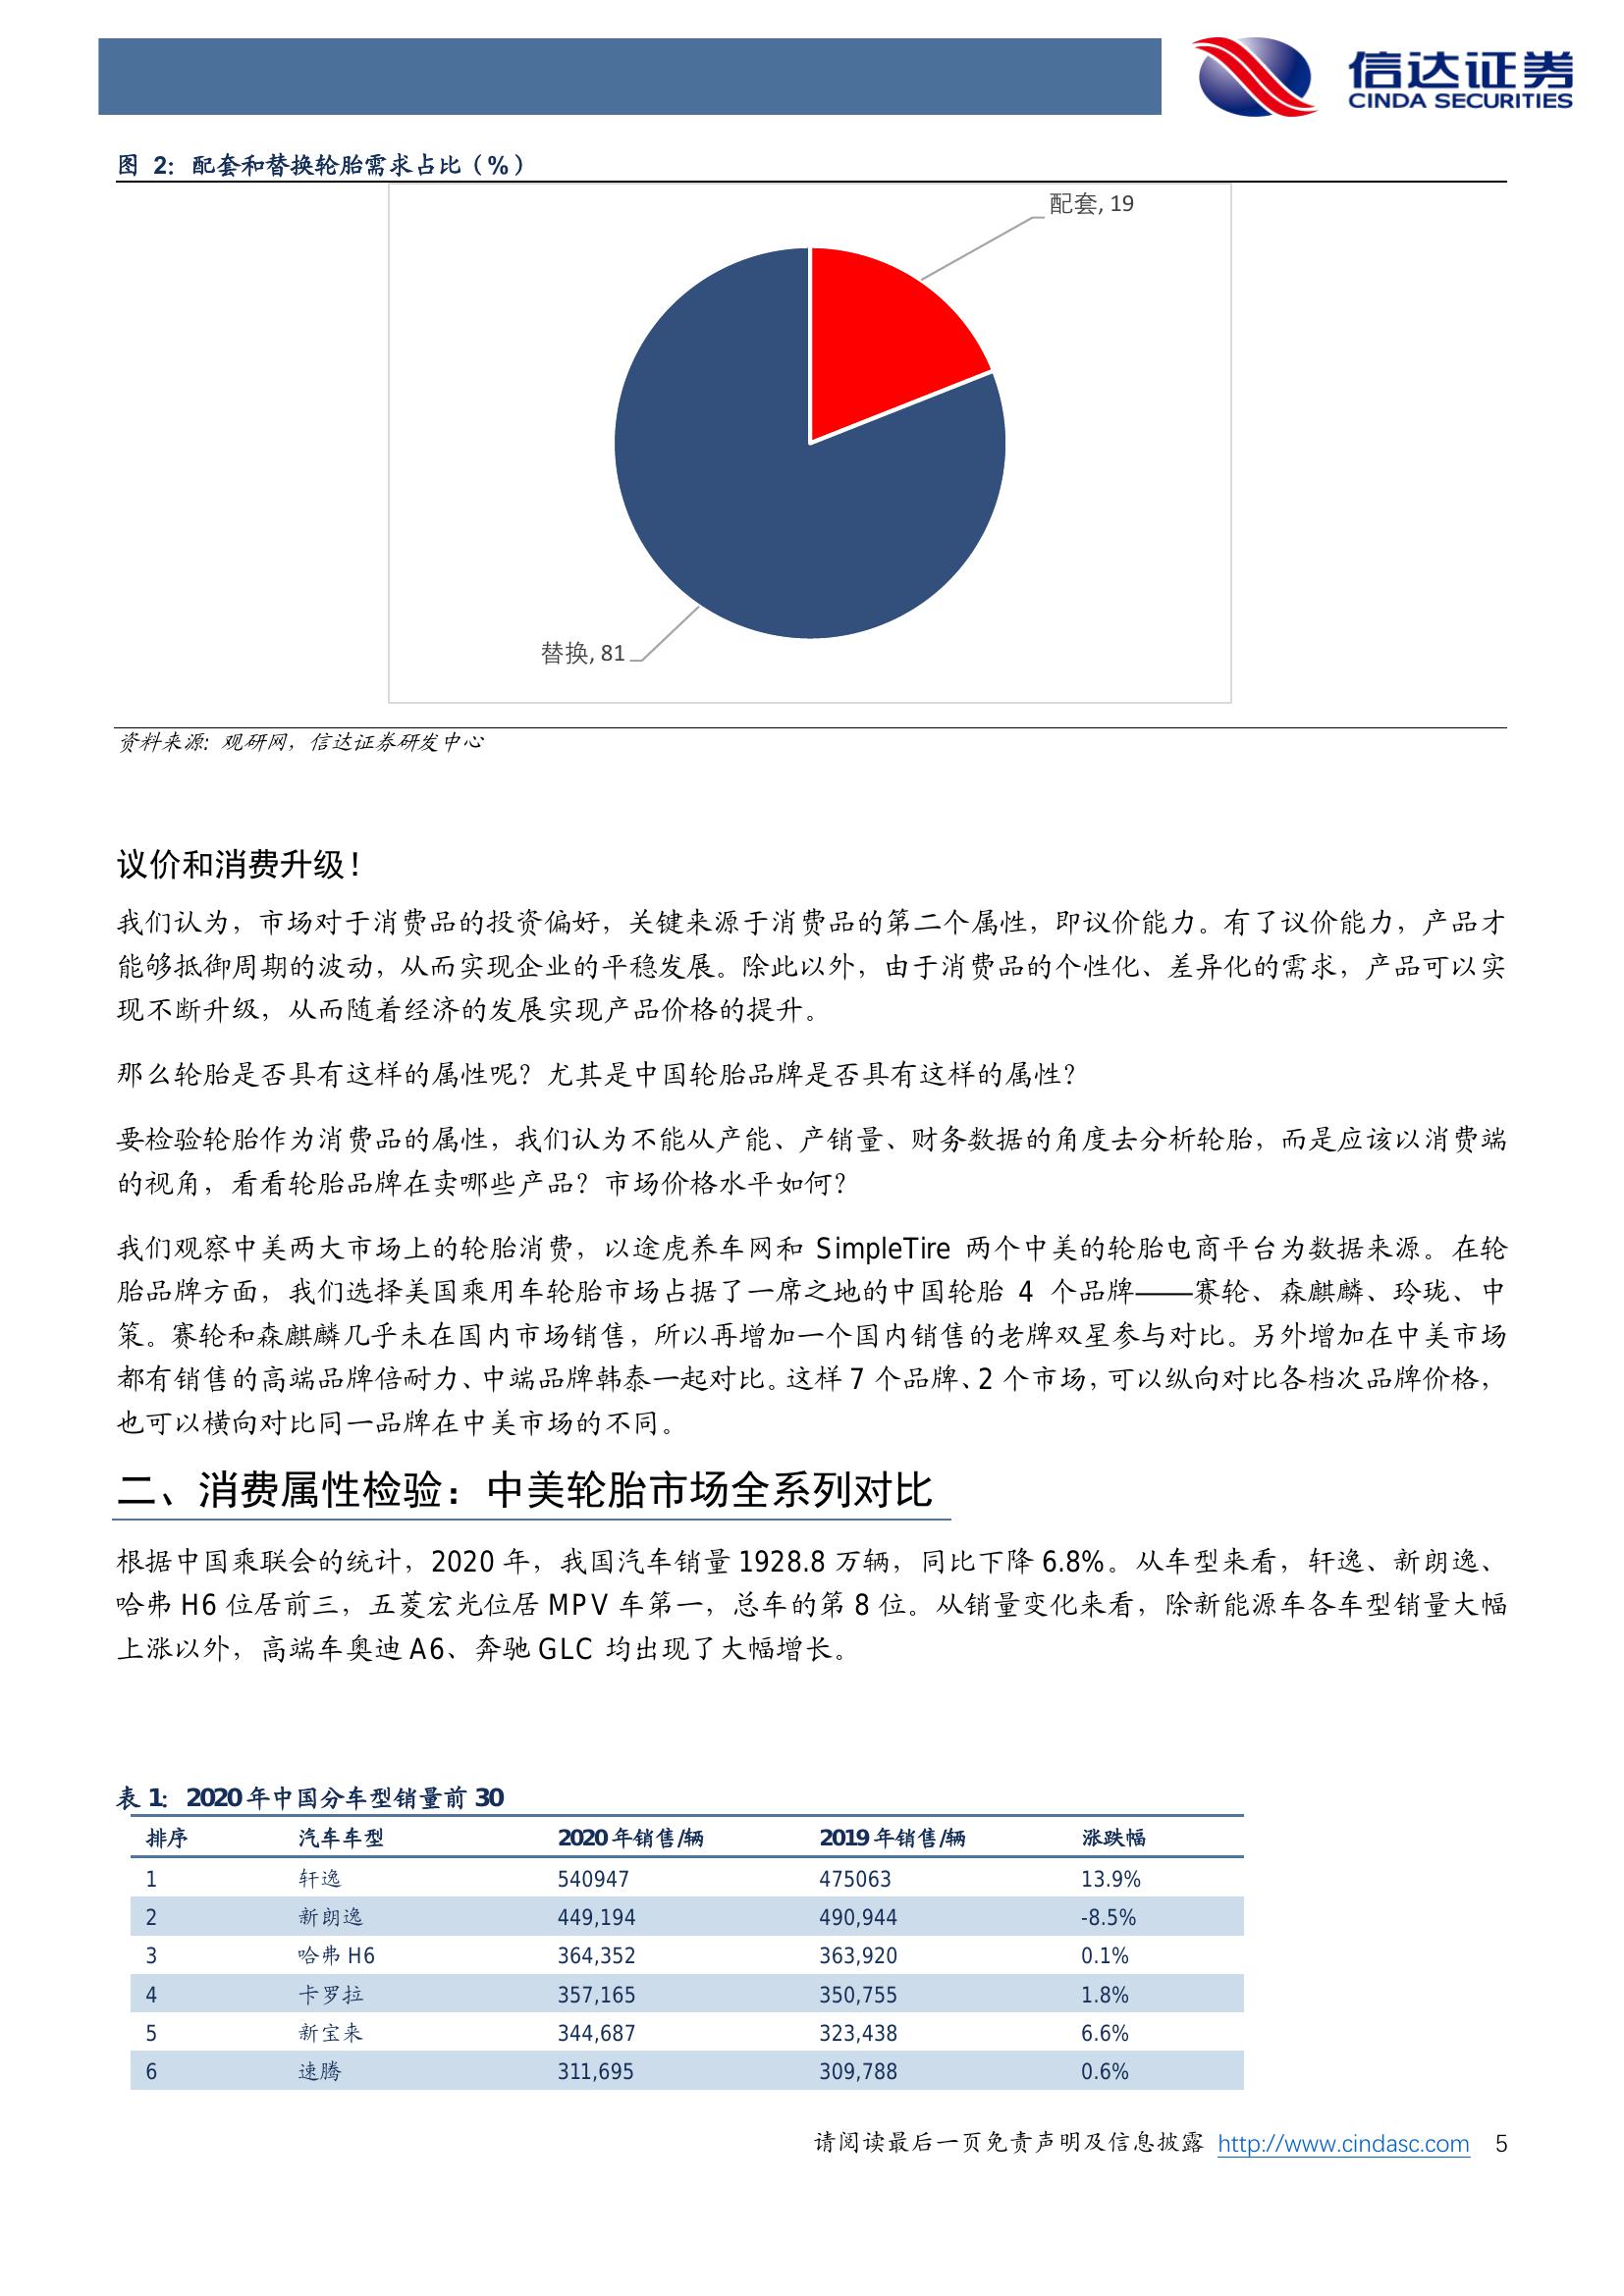 信达证券
CINDA SECURITIES
图 2：配套和替换轮胎需求占比（%）
配套, 19
替换, 81
资料来源：观研网，信达证券研发中心
议价和消费升级！
我们认为，市场对于消费品的投资偏好，关键来源于消费品的第二个属性，即议价能力。有了议价能力，产品才
能够抵御周期的波动，从而实现企业的平稳发展。除此以外，由于消费品的个性化、差异化的需求，产品可以实
现不断升级，从而随着经济的发展实现产品价格的提升。
那么轮胎是否具有这样的属性呢？尤其是中国轮胎品牌是否具有这样的属性？
要检验轮胎作为消费品的属性，我们认为不能从产能、产销量、财务数据的角度去分析轮胎，而是应该以消费端
的视角，看看轮胎品牌在卖哪些产品？市场价格水平如何？
我们观察中美两大市场上的轮胎消费，以途虎养车网和 SimpleTire 两个中美的轮胎电商平台为数据来源。在轮
胎品牌方面，我们选择美国乘用车轮胎市场占据了一席之地的中国轮胎 4 个品牌——赛轮、森麒麟、玲珑、中
策。赛轮和森麒麟几乎未在国内市场销售，所以再增加一个国内销售的老牌双星参与对比。另外增加在中美市场
都有销售的高端品牌倍耐力、中端品牌韩泰一起对比。这样 7 个品牌、2 个市场，可以纵向对比各档次品牌价格，
也可以横向对比同一品牌在中美市场的不同。
二、消费属性检验：中美轮胎市场全系列对比
根据中国乘联会的统计，2020 年，我国汽车销量 1928.8 万辆，同比下降 6.8%。从车型来看，轩逸、新朗逸、
哈弗 H6 位居前三，五菱宏光位居 MPV 车第一，总车的第 8 位。从销量变化来看，除新能源车各车型销量大幅
上涨以外，高端车奥迪 A6、奔驰 GLC 均出现了大幅增长。
表 1：2020 年中国分车型销量前 30
排序 汽车车型 2020 年销售/辆 2019 年销售/辆 涨跌幅
1 轩逸 540947 475063 13.9%
2 新朗逸 449,194 490,944 -8.5%
3 哈弗 H6 364,352 363,920 0.1%
4 卡罗拉 357,165 350,755 1.8%
5 新宝来 344,687 323,438 6.6%
6 速腾 311,695 309,788 0.6%
请阅读最后一页免责声明及信息披露 http://www.cindasc.com 5